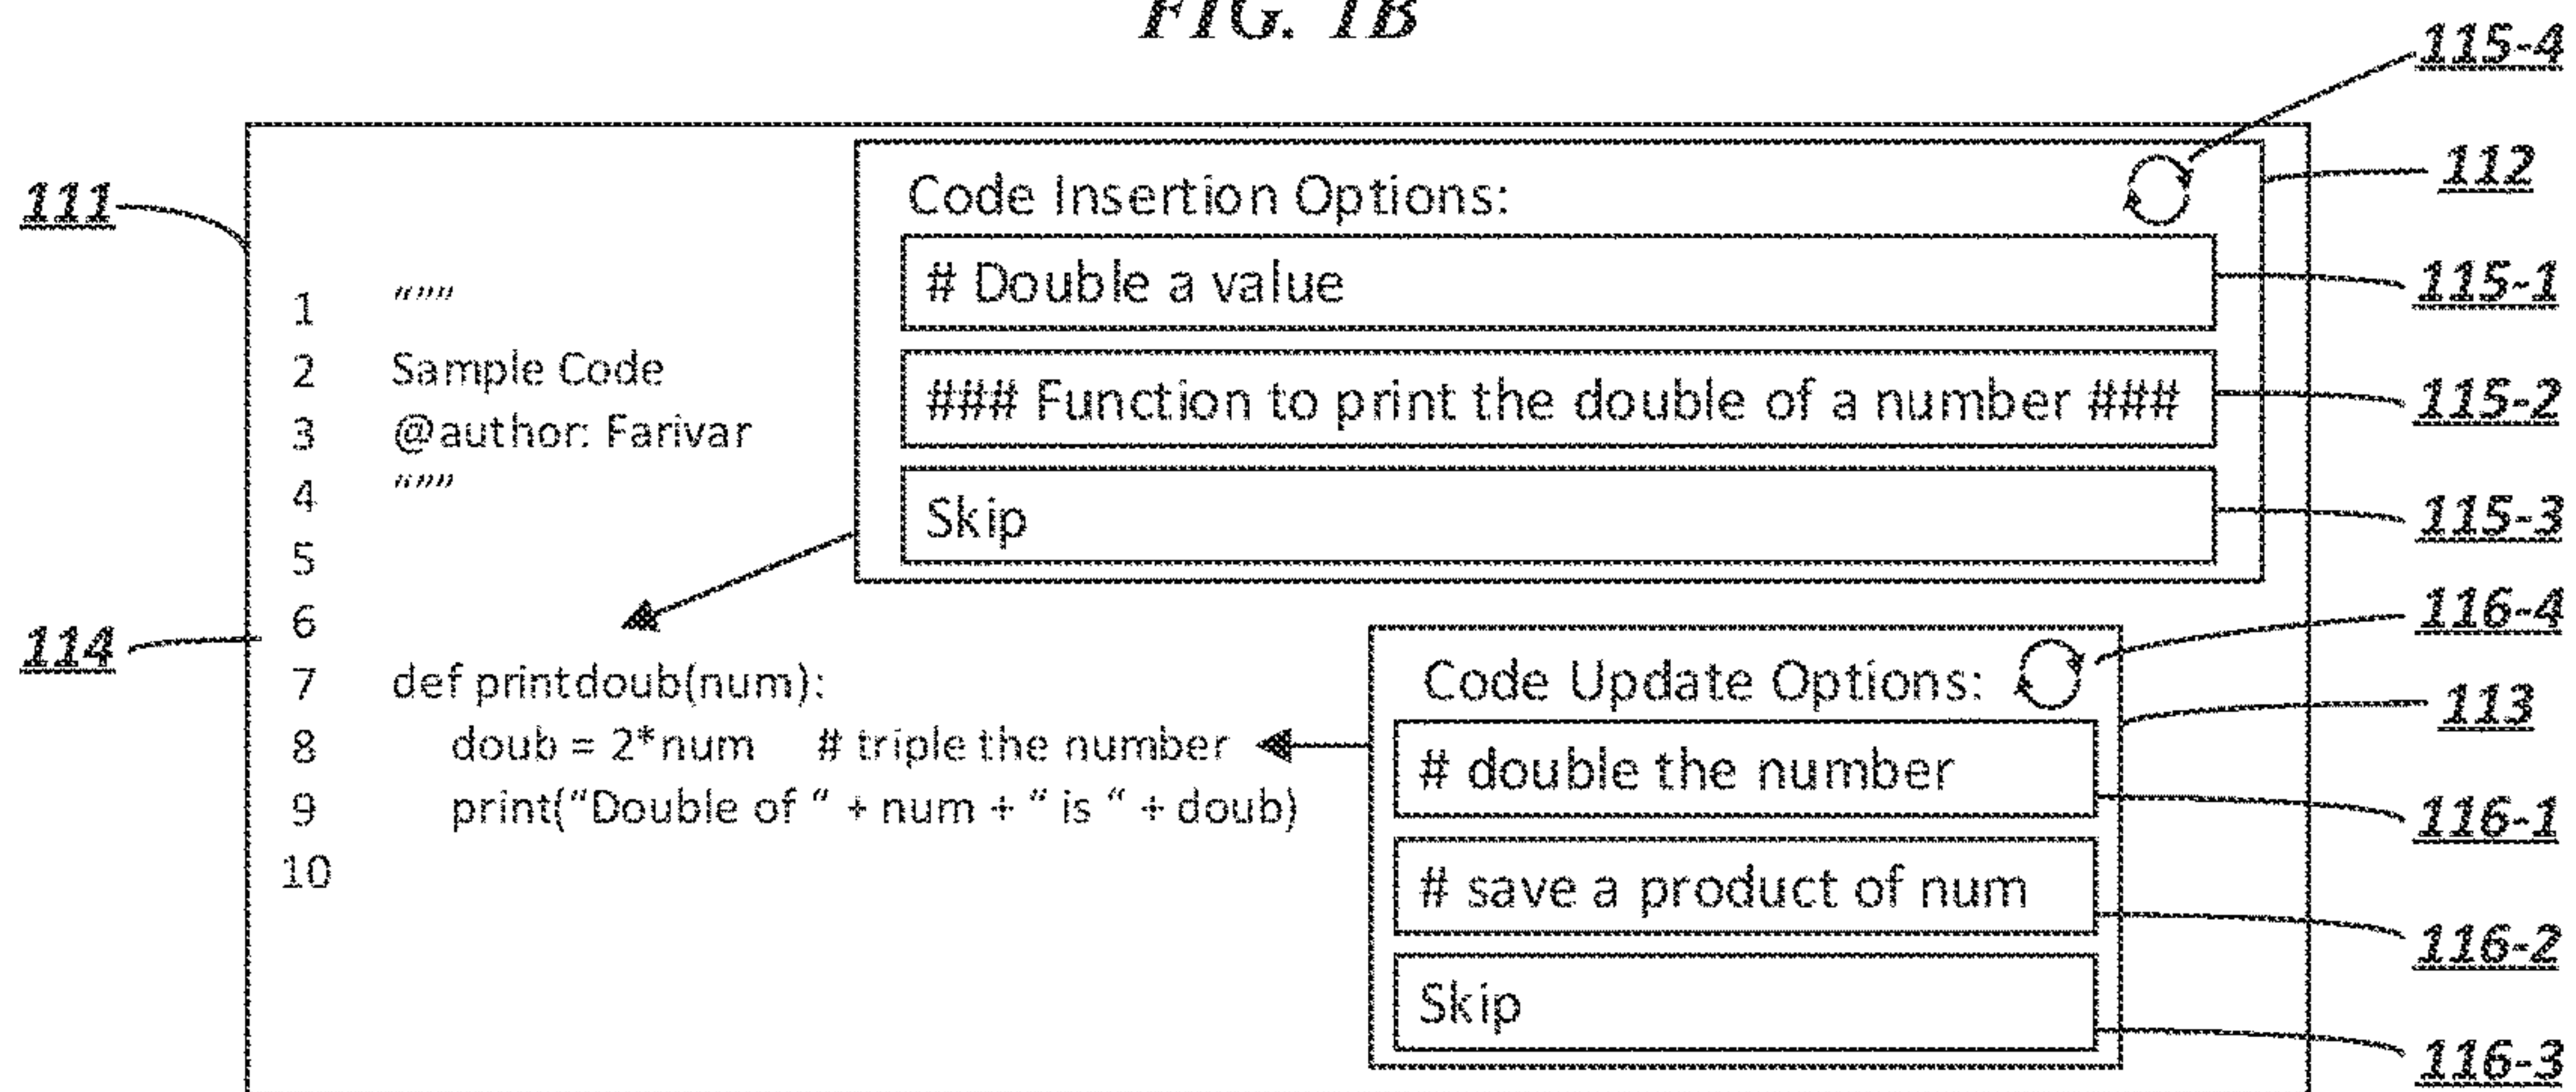 FIG. 1B
115-4
111
112
Code Insertion Options:
# Double a value
115-1
### Function to print the double of a number ###
115-2
Skip
115-3
1 “””
2 Sample Code
3 @author: Farivar
4 “””
5
6
114
7 def printdoub(num):
8 doub = 2*num # triple the number
9 print(“Double of “ + num + “ is “ + doub)
10
116-4
Code Update Options:
113
# double the number
116-1
# save a product of num
116-2
Skip
116-3